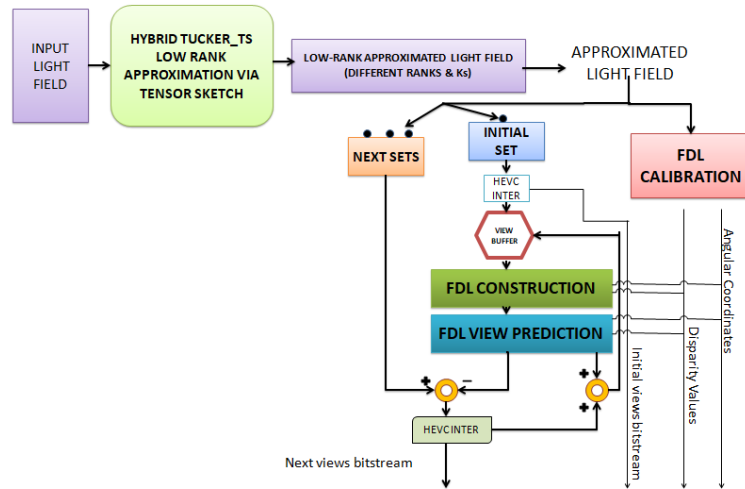 INPUT
LIGHT
FIELD
HYBRID TUCKER_TS
LOW RANK
APPROXIMATION VIA
TENSOR SKETCH
LOW-RANK APPROXIMATED LIGHT FIELD
(DIFFERENT RANKS & Ks)
APPROXIMATED
LIGHT FIELD
NEXT SETS
INITIAL
SET
FDL
CALIBRATION
HEVC
INTER
VIEW
BUFFER
FDL CONSTRUCTION
FDL VIEW PREDICTION
Angular Coordinates
Disparity Values
Initial views bitstream
+
−
+
+
HEVC INTER
Next views bitstream